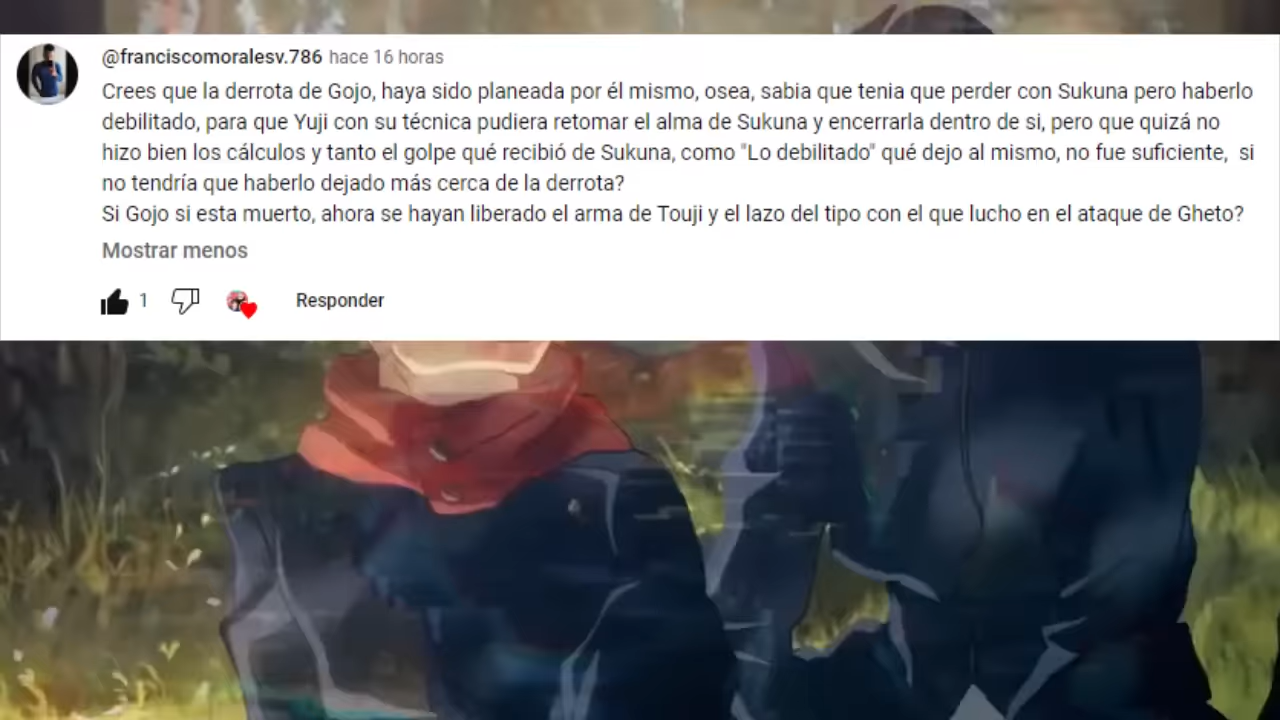 @franciscomoralesv.786 hace 16 horas
Crees que la derrota de Gojo, haya sido planeada por él mismo, osea, sabia que tenia que perder con Sukuna pero haberlo
debilitado, para que Yuji con su técnica pudiera retomar el alma de Sukuna y encerrarla dentro de si, pero que quizá no
hizo bien los cálculos y tanto el golpe qué recibió de Sukuna, como "Lo debilitado" qué dejo al mismo, no fue suficiente, si
no tendría que haberlo dejado más cerca de la derrota?
Si Gojo si esta muerto, ahora se hayan liberado el arma de Touji y el lazo del tipo con el que lucho en el ataque de Gheto?
Mostrar menos
1
Responder